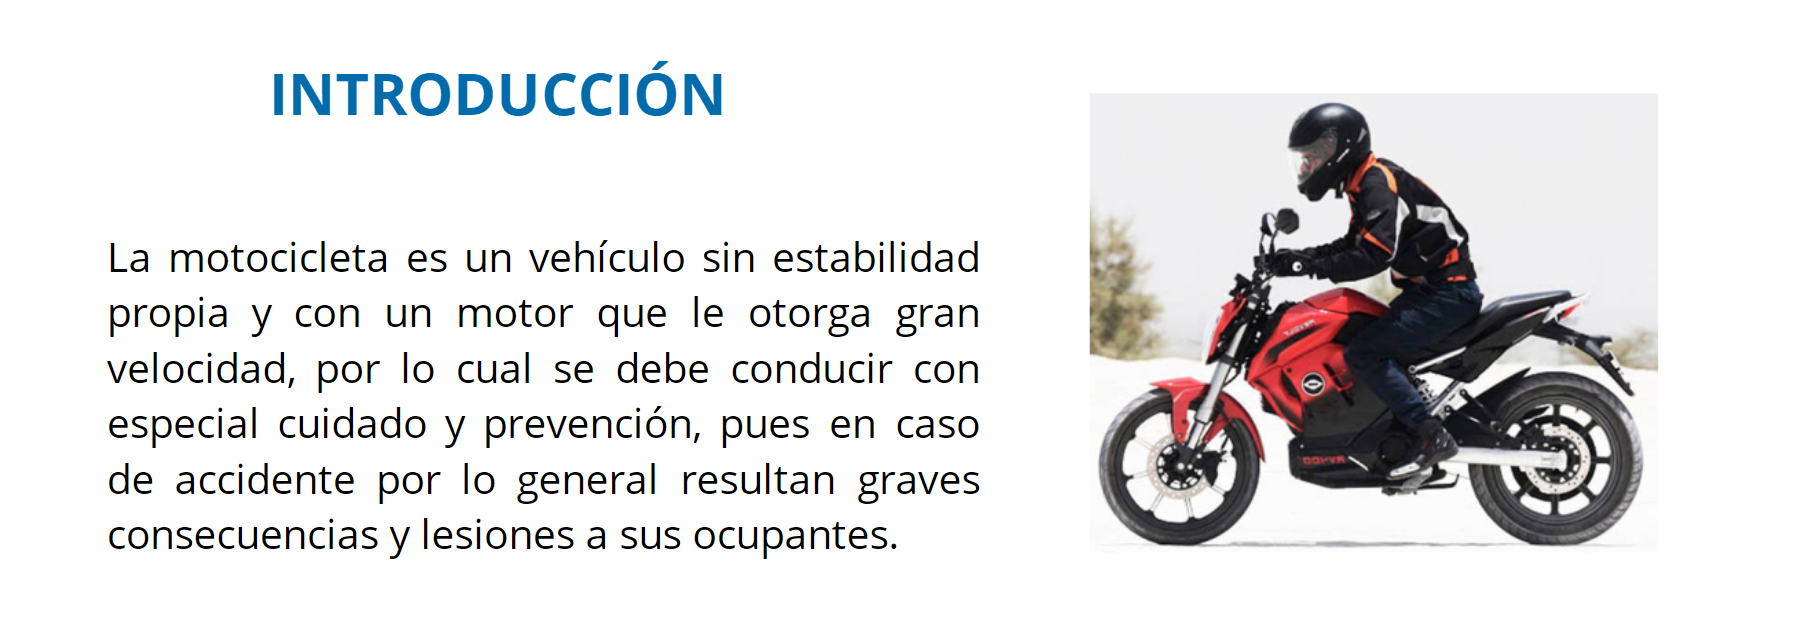 INTRODUCCIÓN
La motocicleta es un vehículo sin estabilidad
propia y con un motor que le otorga gran
velocidad, por lo cual se debe conducir con
especial cuidado y prevención, pues en caso
de accidente por lo general resultan graves
consecuencias y lesiones a sus ocupantes.